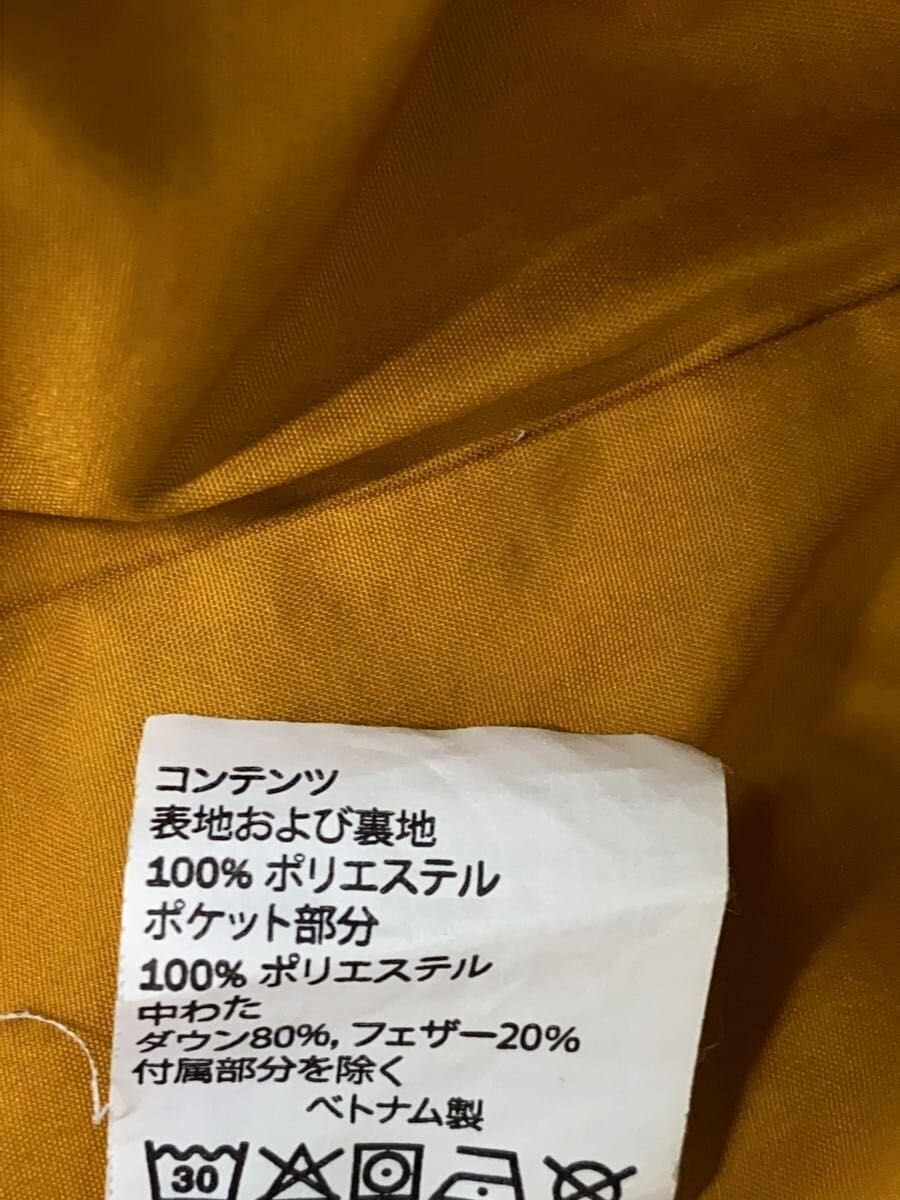 コンテンツ
表地および裏地
100% ポリエステル
ポケット部分
100% ポリエステル
中わた
ダウン80%, フェザー20%
付属部分を除く
ベトナム製
30